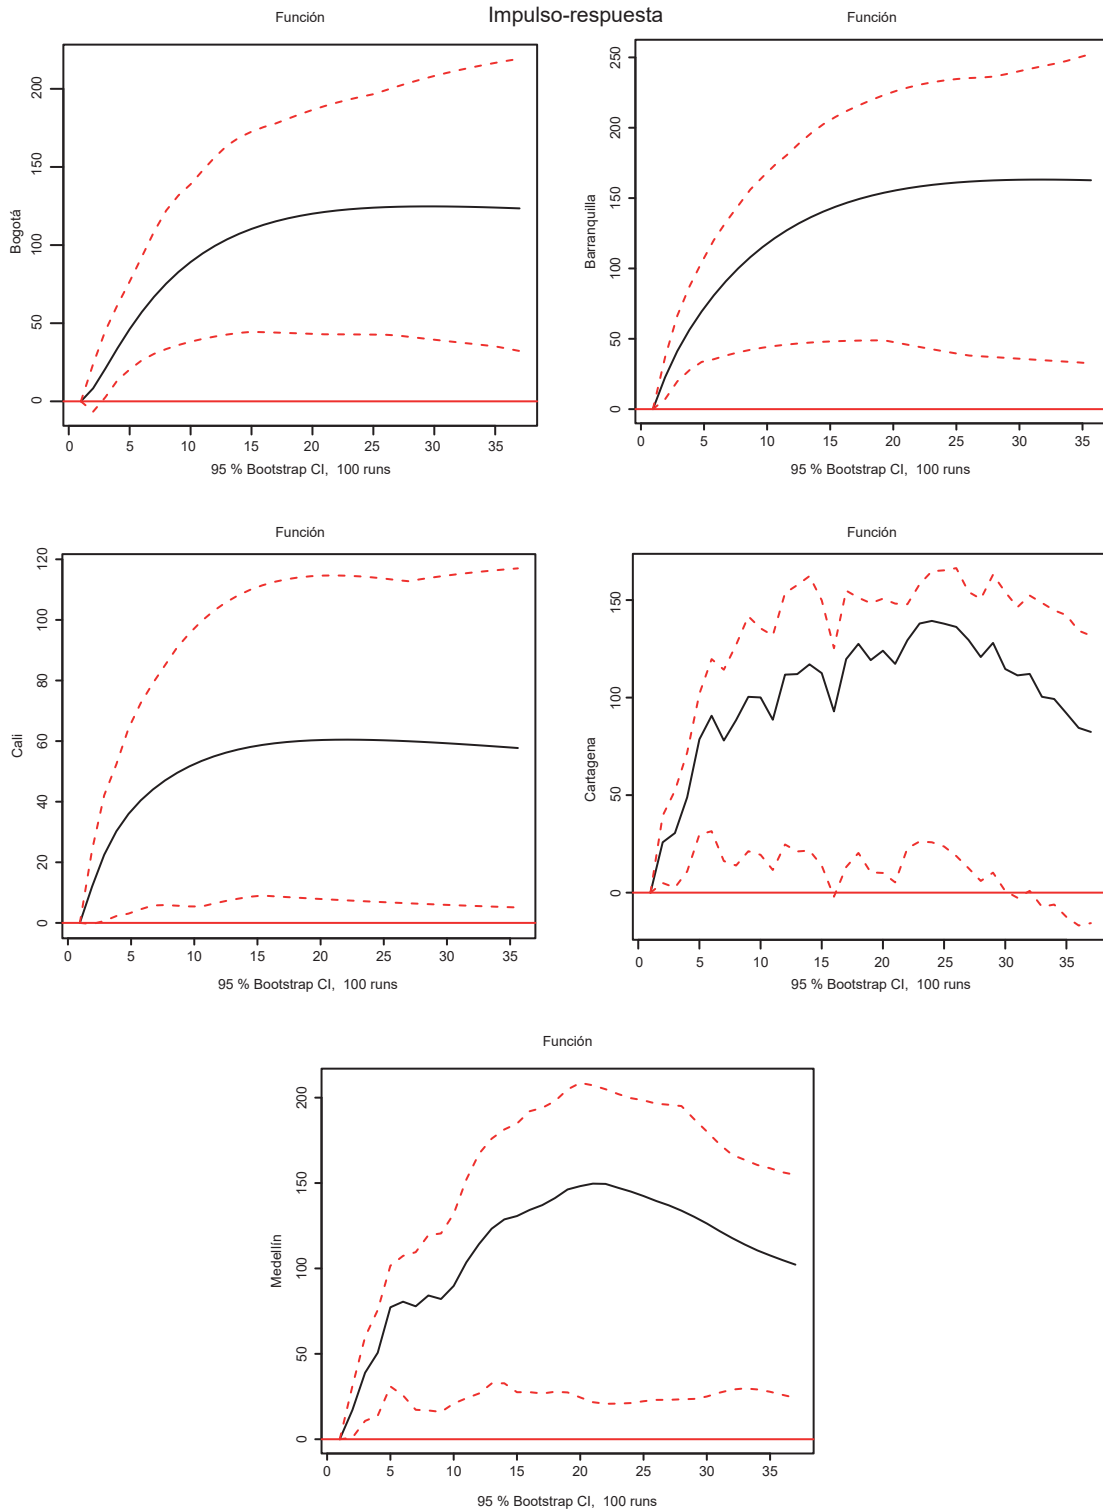 Impulso-respuesta
Función
Bogotá
0 50 100 150 200
0 5 10 15 20 25 30 35
95 % Bootstrap CI, 100 runs
Función
Barranquilla
0 50 100 150 200 250
0 5 10 15 20 25 30 35
95 % Bootstrap CI, 100 runs
Función
Cali
0 20 40 60 80 100 120
0 5 10 15 20 25 30 35
95 % Bootstrap CI, 100 runs
Función
Cartagena
0 50 100 150
0 5 10 15 20 25 30 35
95 % Bootstrap CI, 100 runs
Función
Medellín
0 50 100 150 200
0 5 10 15 20 25 30 35
95 % Bootstrap CI, 100 runs